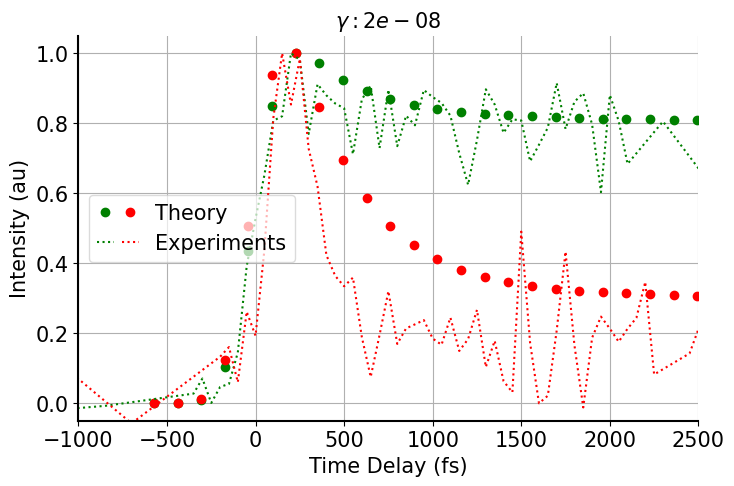 γ : 2e − 08
1.0
0.8
0.6
0.4
0.2
0.0
Intensity (au)
Theory
Experiments
−1000 −500 0 500 1000 1500 2000 2500
Time Delay (fs)